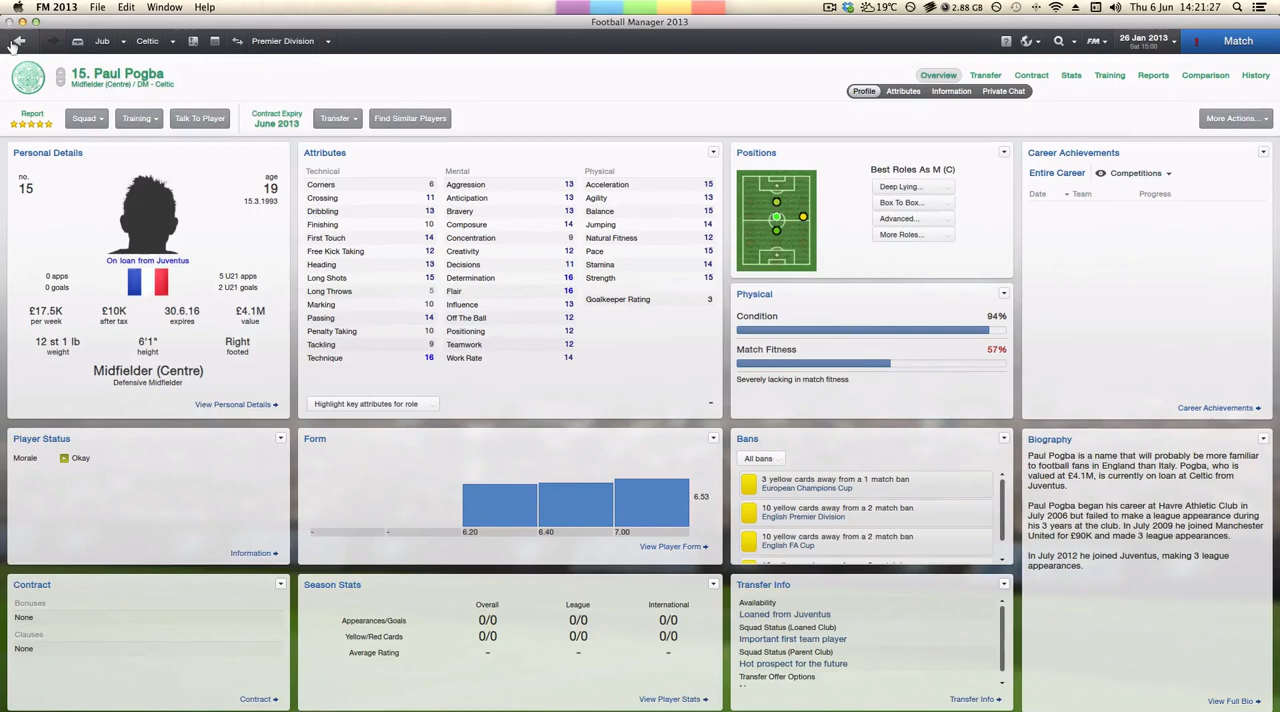 FM 2013 File Edit Window Help 19°C 2.88 GB Thu 6 Jun 14:21:27
Football Manager 2013
Jub Celtic Premier Division FM 26 Jan 2013 Match
Sat 15:00
15. Paul Pogba
Midfielder (Centre) / DM - Celtic
Overview Transfer Contract Stats Training Reports Comparison History
Profile Attributes Information Private Chat
Report
Squad Training Talk To Player
Contract Expiry
June 2013
Transfer Find Similar Players
More Actions...
Personal Details
no.
15
age
19
15.3.1993
On loan from Juventus
0 apps
0 goals
5 U21 apps
2 U21 goals
£17.5K £10K 30.6.16 £4.1M
per week after tax expires value
12 st 1 lb 6'1" Right
weight height footed
Midfielder (Centre)
Defensive Midfielder
View Personal Details
Attributes
Technical Mental Physical
Corners 6 Aggression 13 Acceleration 15
Crossing 11 Anticipation 13 Agility 13
Dribbling 13 Bravery 13 Balance 15
Finishing 10 Composure 14 Jumping 14
First Touch 14 Concentration 9 Natural Fitness 12
Free Kick Taking 12 Creativity 12 Pace 15
Heading 13 Decisions 11 Stamina 14
Long Shots 15 Determination 16 Strength 15
Long Throws 5 Flair 16
Goalkeeper Rating 3
Marking 10 Influence 13
Passing 14 Off The Ball 12
Penalty Taking 10 Positioning 12
Tackling 9 Teamwork 12
Technique 16 Work Rate 14
Highlight key attributes for role -
Positions
Best Roles As M (C)
Deep Lying...
Box To Box...
Advanced...
More Roles...
Physical
Condition 94%
Match Fitness 57%
Severely lacking in match fitness
Career Achievements
Entire Career Competitions
Date Team Progress
Career Achievements
Player Status
Morale Okay
Information
Form
6.53
- - 6.20 6.40 7.00
View Player Form
Bans
All bans
3 yellow cards away from a 1 match ban
European Champions Cup
10 yellow cards away from a 2 match ban
English Premier Division
10 yellow cards away from a 2 match ban
English FA Cup
Biography
Paul Pogba is a name that will probably be more familiar
to football fans in England than Italy. Pogba, who is
valued at £4.1M, is currently on loan at Celtic from
Juventus.
Paul Pogba began his career at Havre Athletic Club in
July 2006 but failed to make a league appearance during
his 3 years at the club. In July 2009 he joined Manchester
United for £90K and made 3 league appearances.
In July 2012 he joined Juventus, making 3 league
appearances.
View Full Bio
Contract
Bonuses
None
Clauses
None
Contract
Season Stats
Overall League International
Appearances/Goals 0/0 0/0 0/0
Yellow/Red Cards 0/0 0/0 0/0
Average Rating - - -
View Player Stats
Transfer Info
Availability
Loaned from Juventus
Squad Status (Loaned Club)
Important first team player
Squad Status (Parent Club)
Hot prospect for the future
Transfer Offer Options
Transfer Info